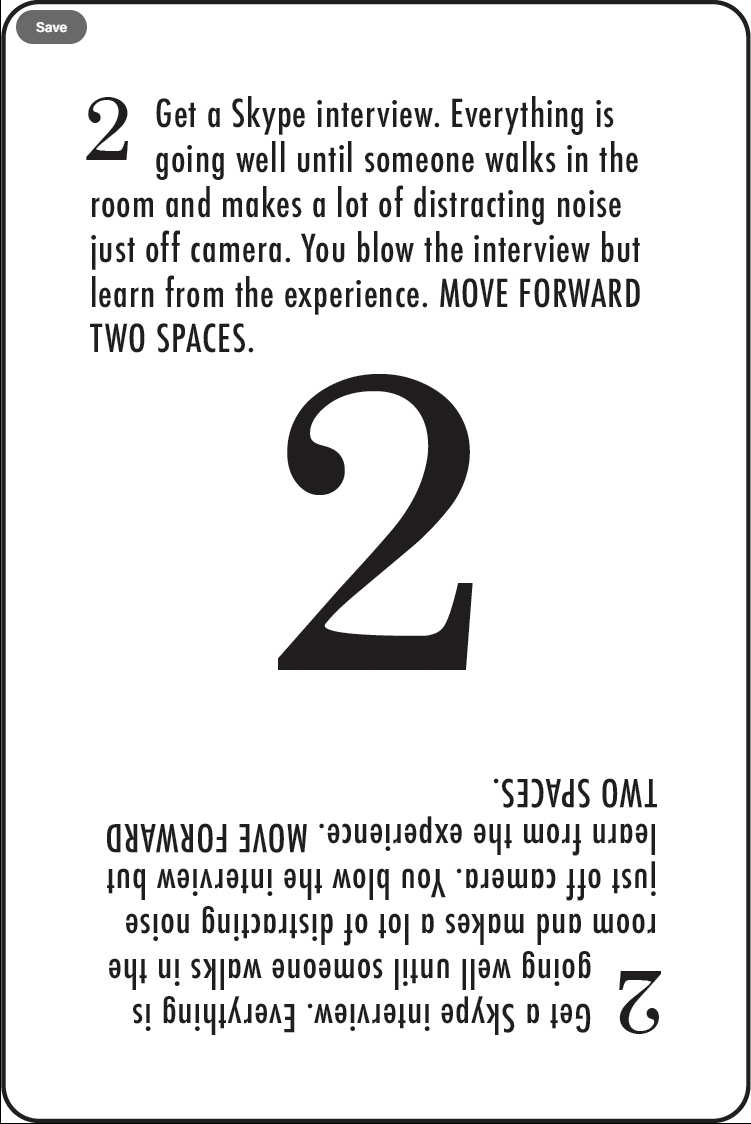 Save
2 Get a Skype interview. Everything is
going well until someone walks in the
room and makes a lot of distracting noise
just off camera. You blow the interview but
learn from the experience. MOVE FORWARD
TWO SPACES.
2
2 Get a Skype interview. Everything is
going well until someone walks in the
room and makes a lot of distracting noise
just off camera. You blow the interview but
learn from the experience. MOVE FORWARD
TWO SPACES.